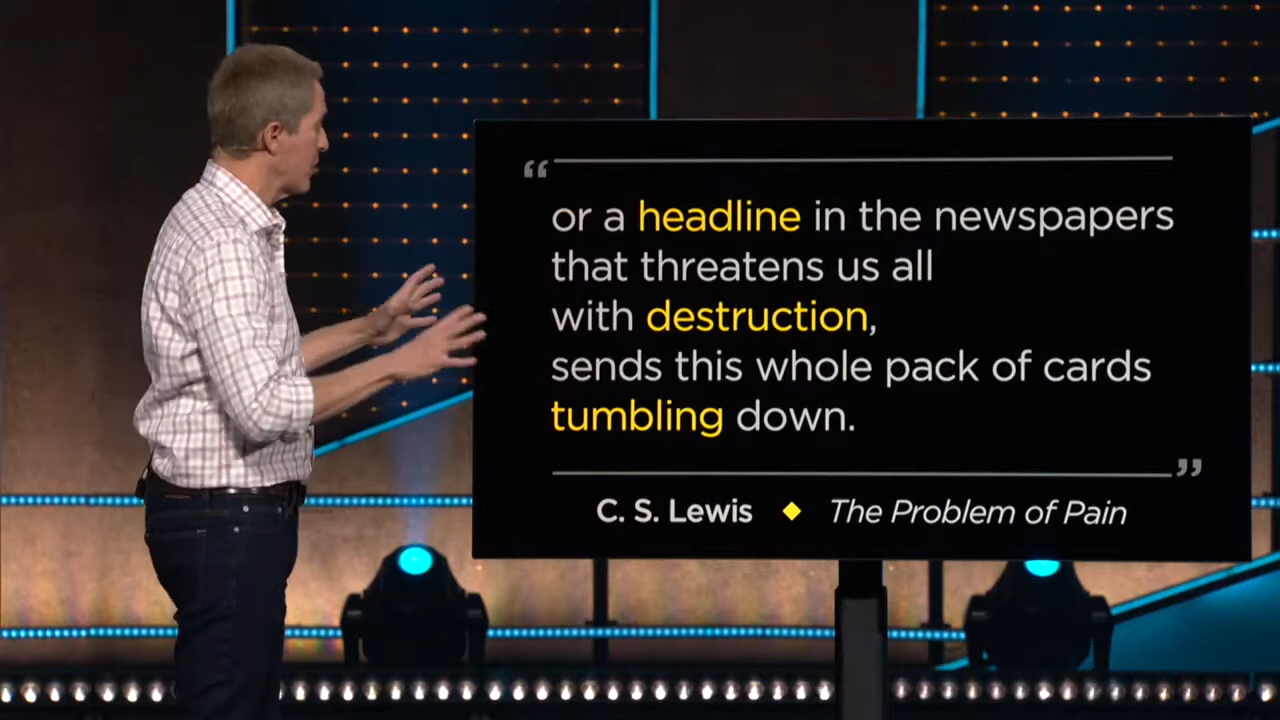 “
or a headline in the newspapers
that threatens us all
with destruction,
sends this whole pack of cards
tumbling down.
”
C. S. Lewis ◆ The Problem of Pain